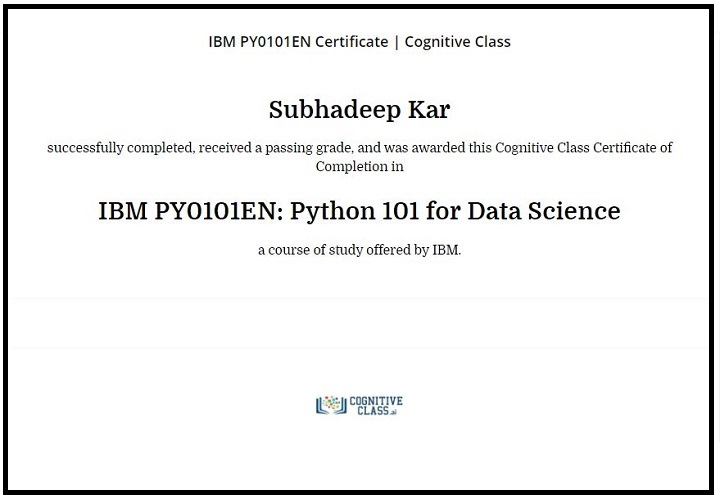 IBM PY0101EN Certificate | Cognitive Class
Subhadeep Kar
successfully completed, received a passing grade, and was awarded this Cognitive Class Certificate of
Completion in
IBM PY0101EN: Python 101 for Data Science
a course of study offered by IBM.
COGNITIVE
CLASS.ai